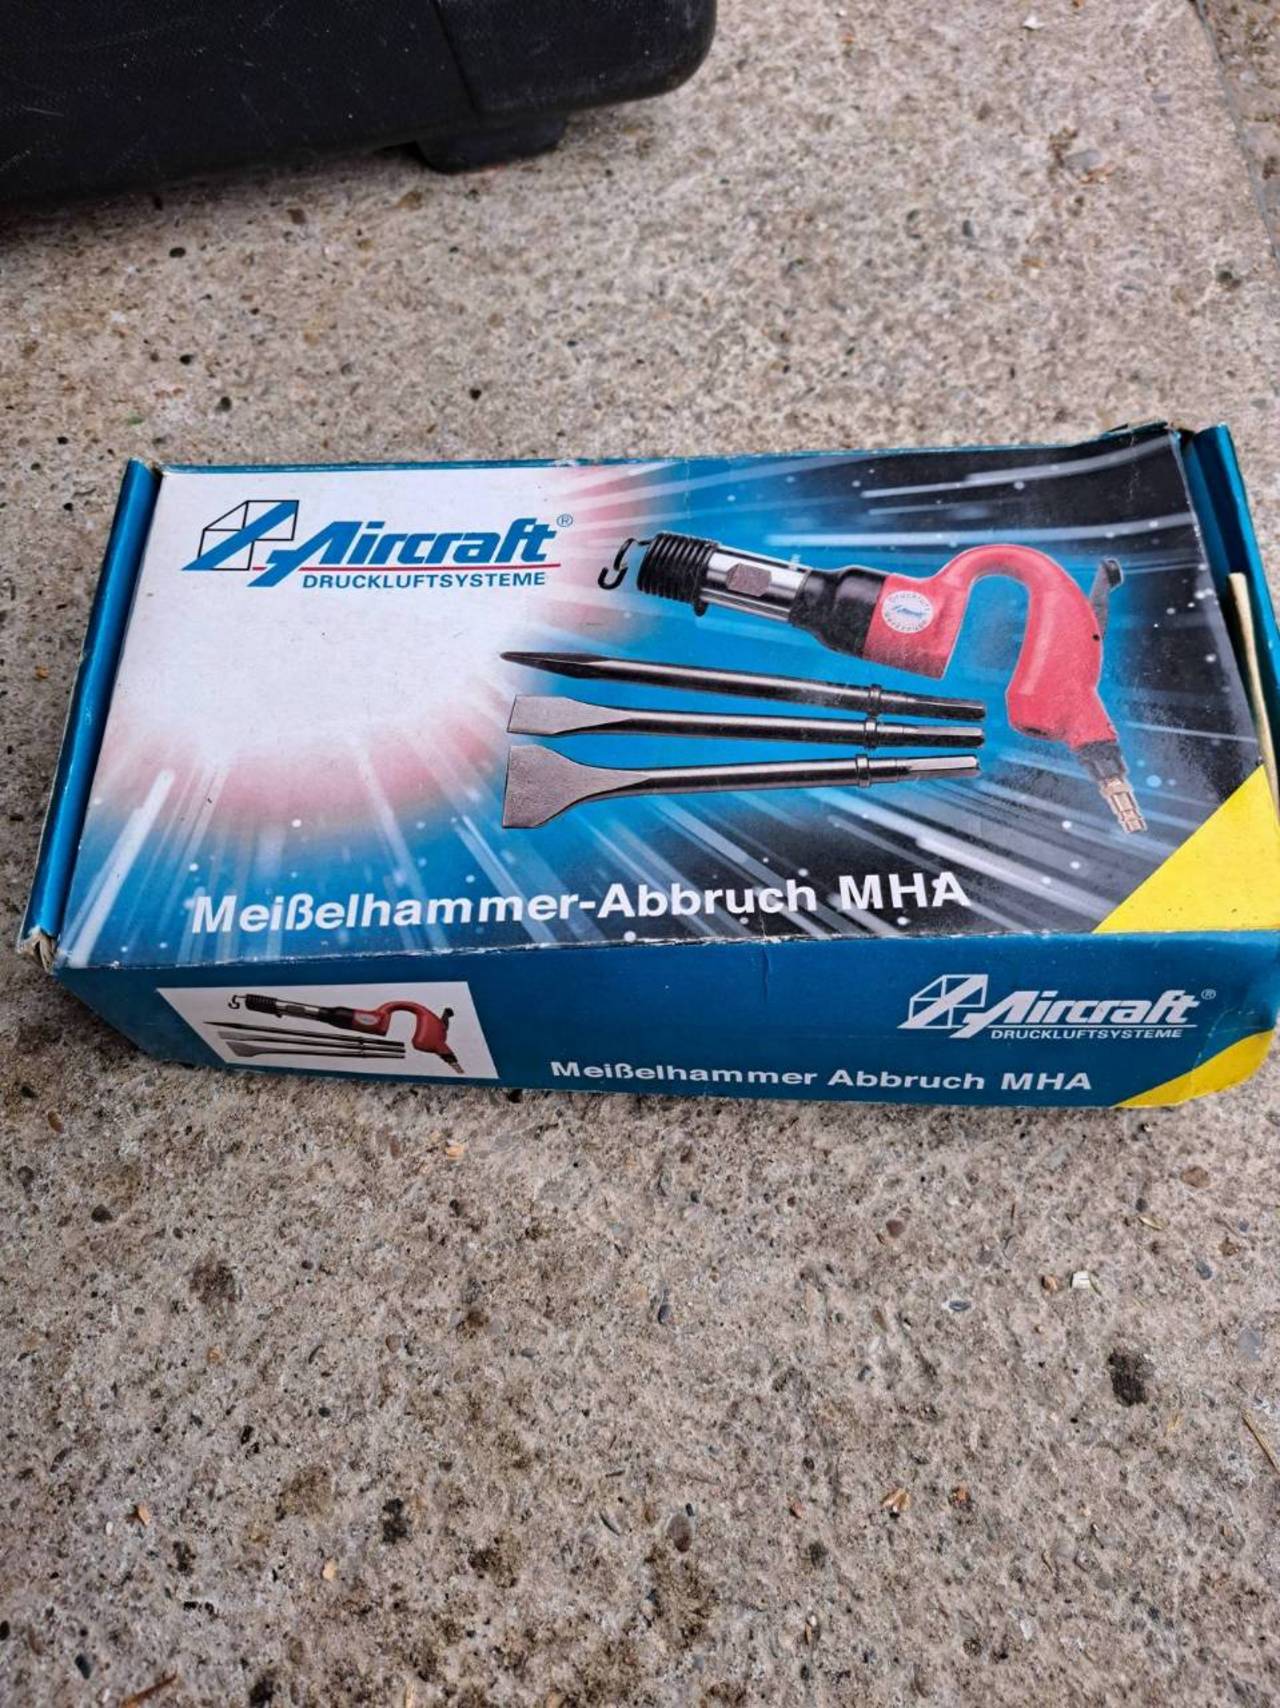 Aircraft®
DRUCKLUFTSYSTEME
Meißelhammer-Abbruch MHA
Aircraft®
DRUCKLUFTSYSTEME
Meißelhammer Abbruch MHA